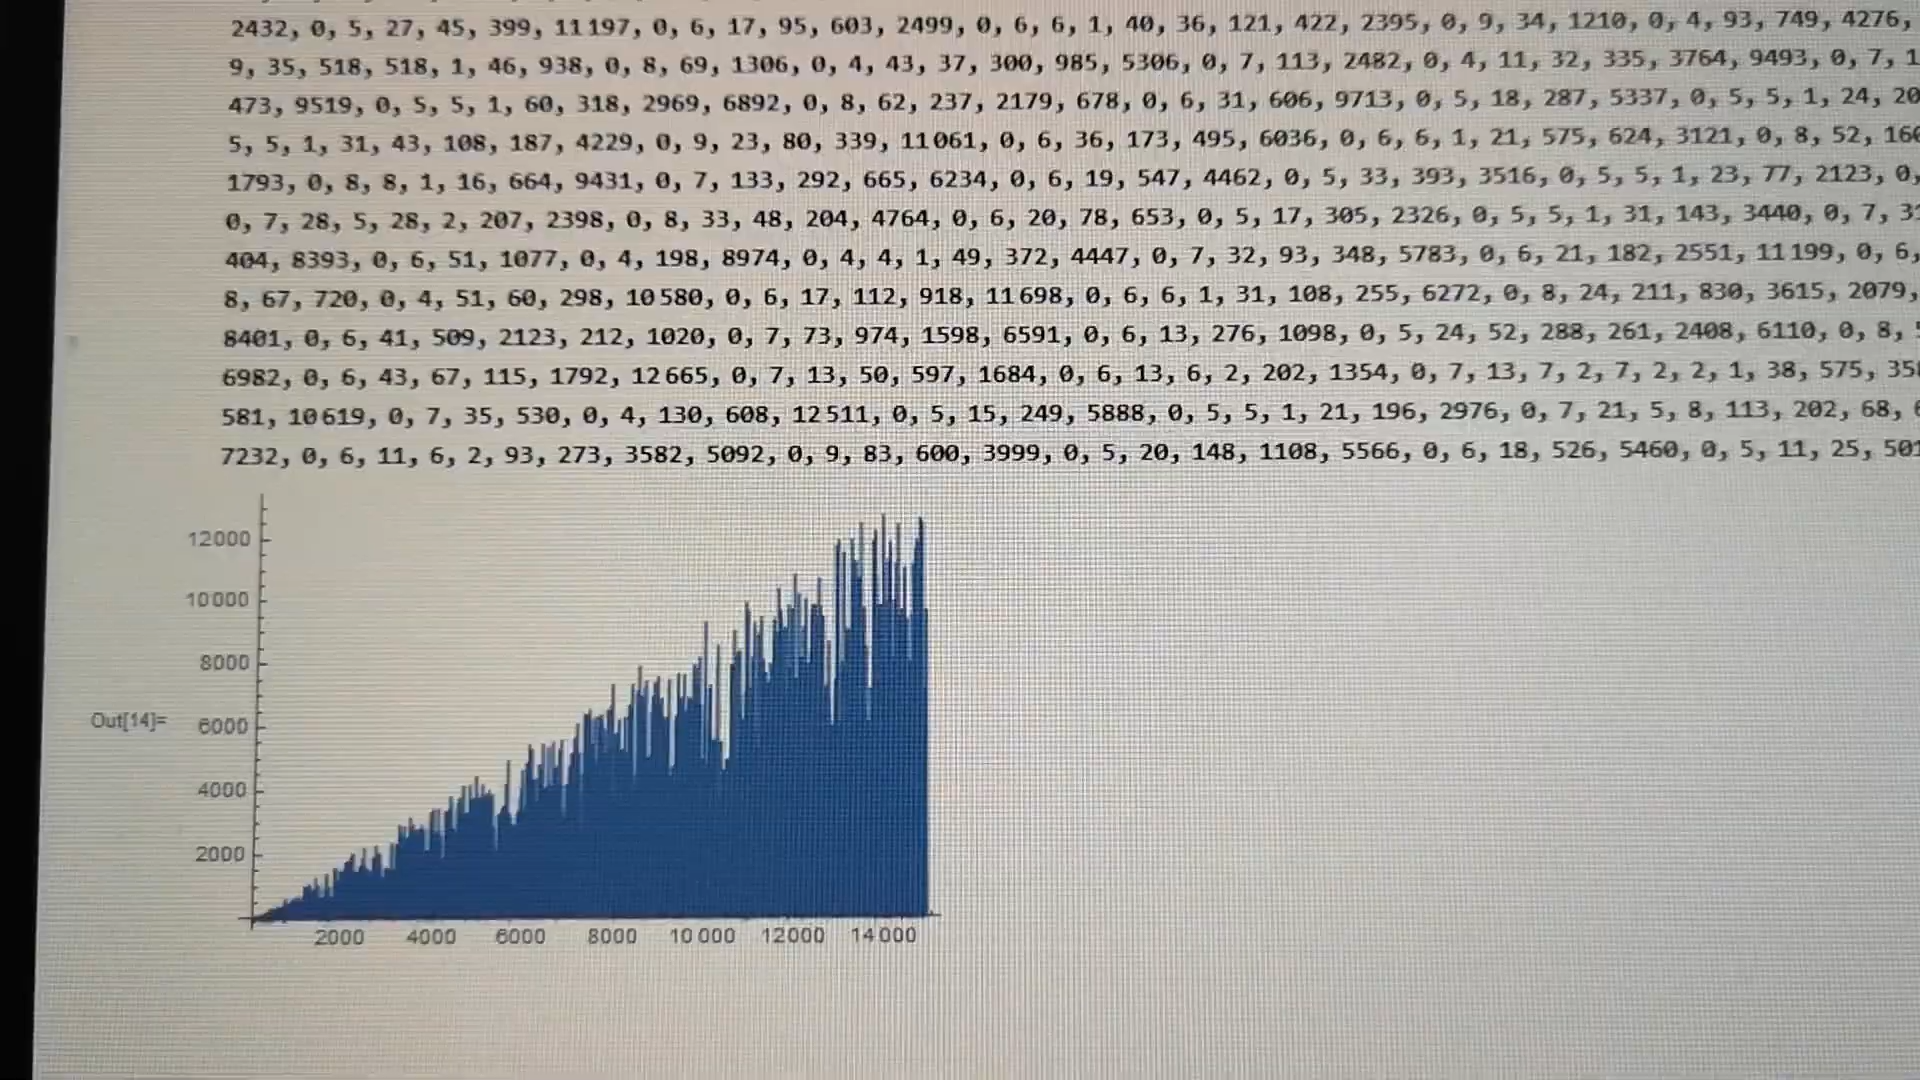 2432, 0, 5, 27, 45, 399, 11197, 0, 6, 17, 95, 603, 2499, 0, 6, 6, 1, 40, 36, 121, 422, 2395, 0, 9, 34, 1210, 0, 4, 93, 749, 4276,
9, 35, 518, 518, 1, 46, 938, 0, 8, 69, 1306, 0, 4, 43, 37, 300, 985, 5306, 0, 7, 113, 2482, 0, 4, 11, 32, 335, 3764, 9493, 0, 7,
473, 9519, 0, 5, 5, 1, 60, 318, 2969, 6892, 0, 8, 62, 237, 2179, 678, 0, 6, 31, 606, 9713, 0, 5, 18, 287, 5337, 0, 5, 5, 1, 24,
5, 5, 1, 31, 43, 108, 187, 4229, 0, 9, 23, 80, 339, 11061, 0, 6, 36, 173, 495, 6036, 0, 6, 6, 1, 21, 575, 624, 3121, 0, 8, 52,
1793, 0, 8, 8, 1, 16, 664, 9431, 0, 7, 133, 292, 665, 6234, 0, 6, 19, 547, 4462, 0, 5, 33, 393, 3516, 0, 5, 5, 1, 23, 77, 2123, 0,
0, 7, 28, 5, 28, 2, 207, 2398, 0, 8, 33, 48, 204, 4764, 0, 6, 20, 78, 653, 0, 5, 17, 305, 2326, 0, 5, 5, 1, 31, 143, 3440, 0, 7,
404, 8393, 0, 6, 51, 1077, 0, 4, 198, 8974, 0, 4, 4, 1, 49, 372, 4447, 0, 7, 32, 93, 348, 5783, 0, 6, 21, 182, 2551, 11199, 0, 6,
8, 67, 720, 0, 4, 51, 60, 298, 10580, 0, 6, 17, 112, 918, 11698, 0, 6, 6, 1, 31, 108, 255, 6272, 0, 8, 24, 211, 830, 3615, 2079,
8401, 0, 6, 41, 509, 2123, 212, 1020, 0, 7, 73, 974, 1598, 6591, 0, 6, 13, 276, 1098, 0, 5, 24, 52, 288, 261, 2408, 6110, 0, 8,
6982, 0, 6, 43, 67, 115, 1792, 12665, 0, 7, 13, 50, 597, 1684, 0, 6, 13, 6, 2, 202, 1354, 0, 7, 13, 7, 2, 7, 2, 2, 1, 38, 575,
581, 10619, 0, 7, 35, 530, 0, 4, 130, 608, 12511, 0, 5, 15, 249, 5888, 0, 5, 5, 1, 21, 196, 2976, 0, 7, 21, 5, 8, 113, 202, 68,
7232, 0, 6, 11, 6, 2, 93, 273, 3582, 5092, 0, 9, 83, 600, 3999, 0, 5, 20, 148, 1108, 5566, 0, 6, 18, 526, 5460, 0, 5, 11, 25,
12000
10000
8000
Out[14]=
6000
4000
2000
2000 4000 6000 8000 10000 12000 14000